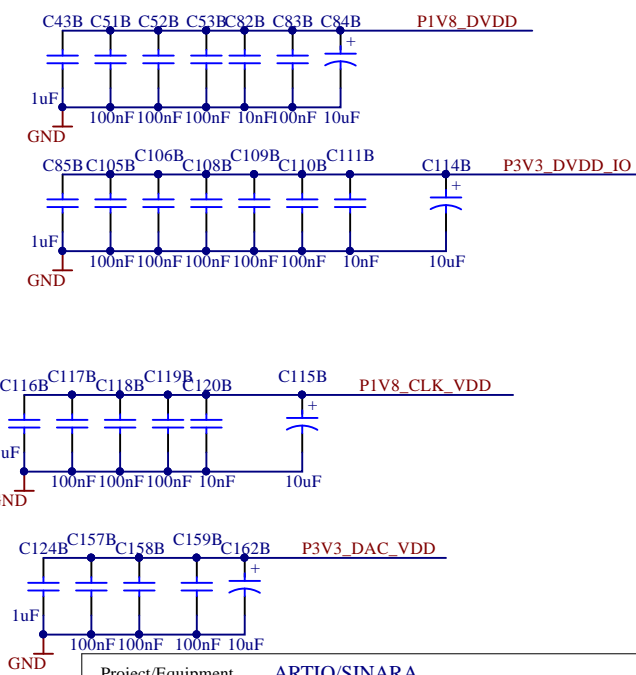 C43B C51B C52B C53B C82B C83B C84B P1V8_DVDD
+
1uF
100nF 100nF 100nF 10nF 100nF 10uF
GND
C85B C105B C106B C108B C109B C110B C111B C114B P3V3_DVDD_IO
+
1uF
100nF 100nF 100nF 100nF 100nF 10nF 10uF
GND
C116B C117B C118B C119B C120B C115B P1V8_CLK_VDD
+
uF
100nF 100nF 100nF 10nF 10uF
GND
C124B C157B C158B C159B C162B P3V3_DAC_VDD
+
1uF
100nF 100nF 100nF 10uF
GND
Project/Equipment ARTIQ/SINARA